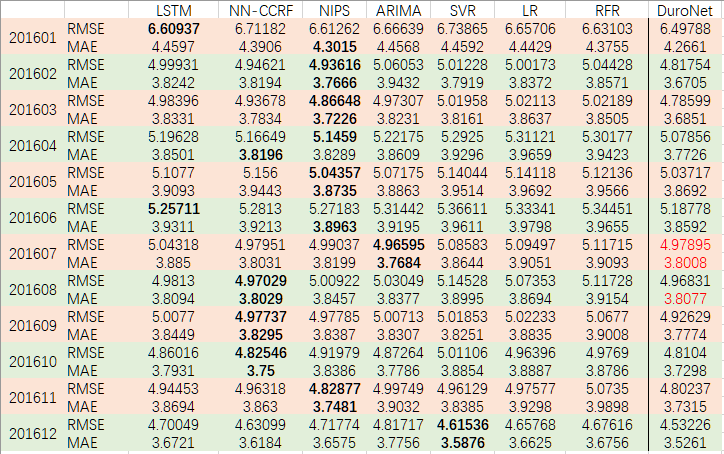 LSTM NN-CCRF NIPS ARIMA SVR LR RFR DuroNet
201601 RMSE 6.60937 6.71182 6.61262 6.66639 6.73865 6.65706 6.63103 6.49788
MAE 4.4597 4.3906 4.3015 4.4568 4.4592 4.4429 4.3755 4.2661
201602 RMSE 4.99931 4.94621 4.93616 5.06053 5.01228 5.00173 5.04428 4.81754
MAE 3.8242 3.8194 3.7666 3.9432 3.7919 3.8372 3.8571 3.6705
201603 RMSE 4.98396 4.93678 4.86648 4.97307 5.01958 5.02113 5.02189 4.78599
MAE 3.8331 3.7834 3.7226 3.8231 3.8161 3.8637 3.8505 3.6851
201604 RMSE 5.19628 5.16649 5.1459 5.22175 5.2925 5.31121 5.30177 5.07856
MAE 3.8501 3.8196 3.8289 3.8609 3.9296 3.9659 3.9423 3.7726
201605 RMSE 5.1077 5.156 5.04357 5.07175 5.14044 5.14118 5.12136 5.03717
MAE 3.9093 3.9443 3.8735 3.8863 3.9514 3.9692 3.9566 3.8692
201606 RMSE 5.25711 5.2813 5.27183 5.31442 5.36611 5.33341 5.34451 5.18778
MAE 3.9311 3.9213 3.8963 3.9195 3.9611 3.9798 3.9655 3.8592
201607 RMSE 5.04318 4.97951 4.99037 4.96595 5.08583 5.09497 5.11715 4.97895
MAE 3.885 3.8031 3.8199 3.7684 3.8644 3.9051 3.9093 3.8008
201608 RMSE 4.9813 4.97029 5.00922 5.03049 5.14528 5.07353 5.11728 4.96831
MAE 3.8094 3.8029 3.8457 3.8377 3.8995 3.8694 3.9154 3.8077
201609 RMSE 5.0077 4.97737 4.97785 5.00713 5.01853 5.02233 5.0677 4.92629
MAE 3.8449 3.8295 3.8387 3.8307 3.8251 3.8835 3.9008 3.7774
201610 RMSE 4.86016 4.82546 4.91979 4.87264 5.01106 4.96396 4.9769 4.8104
MAE 3.7931 3.75 3.8386 3.7786 3.8854 3.8887 3.8786 3.7298
201611 RMSE 4.94453 4.96318 4.82877 4.99749 4.96129 4.97577 5.0735 4.80237
MAE 3.8694 3.863 3.7481 3.9032 3.8385 3.9298 3.9898 3.7315
201612 RMSE 4.70049 4.63099 4.71774 4.81717 4.61536 4.65768 4.67616 4.53226
MAE 3.6721 3.6184 3.6575 3.7756 3.5876 3.6625 3.6756 3.5261